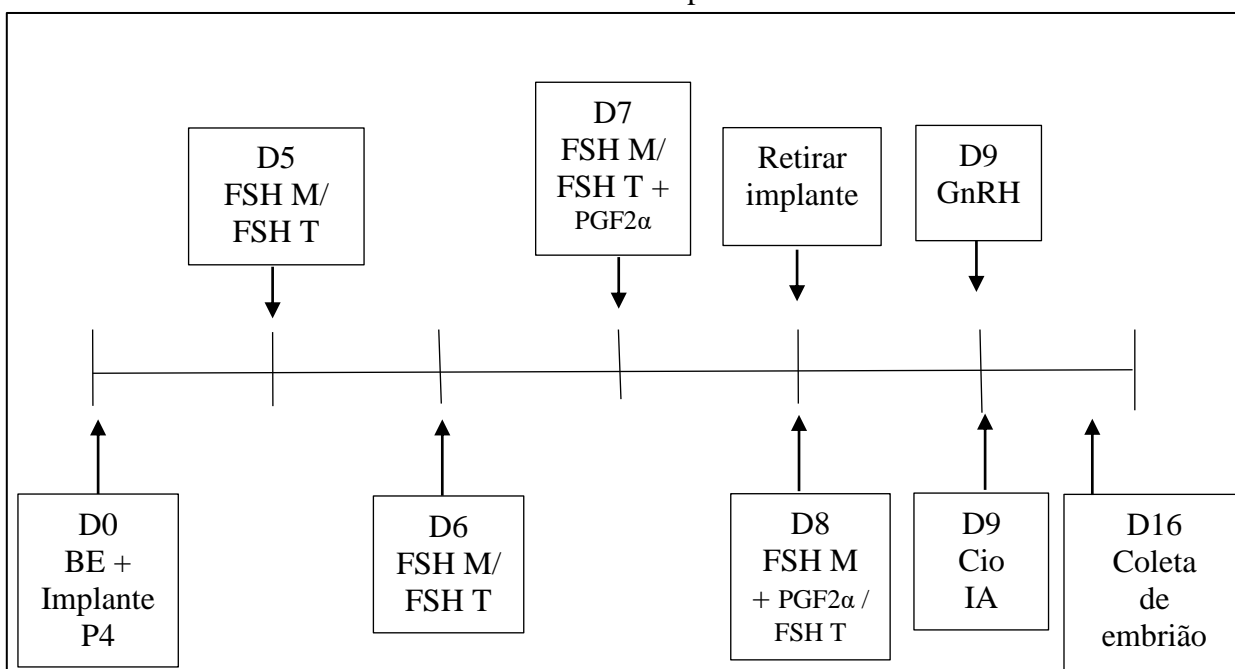 D5
FSH M/
FSH T
D7
FSH M/
FSH T +
PGF2α
Retirar
implante
D9
GnRH
D0
BE +
Implante
P4
D6
FSH M/
FSH T
D8
FSH M
+ PGF2α /
FSH T
D9
Cio
IA
D16
Coleta
de
embrião